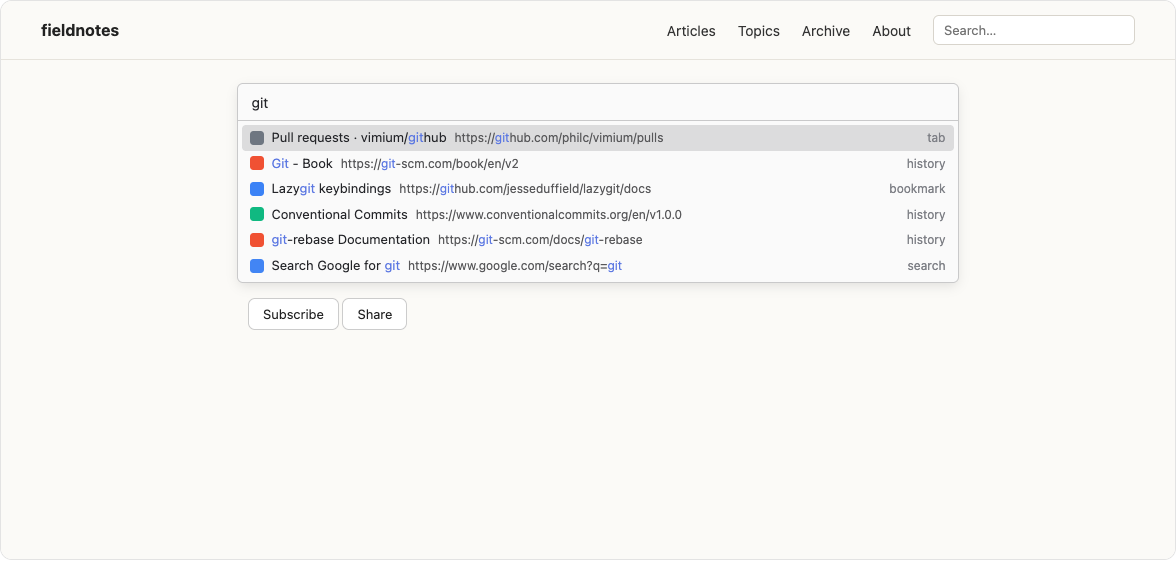 fieldnotes Articles Topics Archive About Search...
git
Pull requests · vimium/github https://github.com/philc/vimium/pulls tab
Git - Book https://git-scm.com/book/en/v2 history
Lazygit keybindings https://github.com/jesseduffield/lazygit/docs bookmark
Conventional Commits https://www.conventionalcommits.org/en/v1.0.0 history
git-rebase Documentation https://git-scm.com/docs/git-rebase history
Search Google for git https://www.google.com/search?q=git search
Subscribe Share